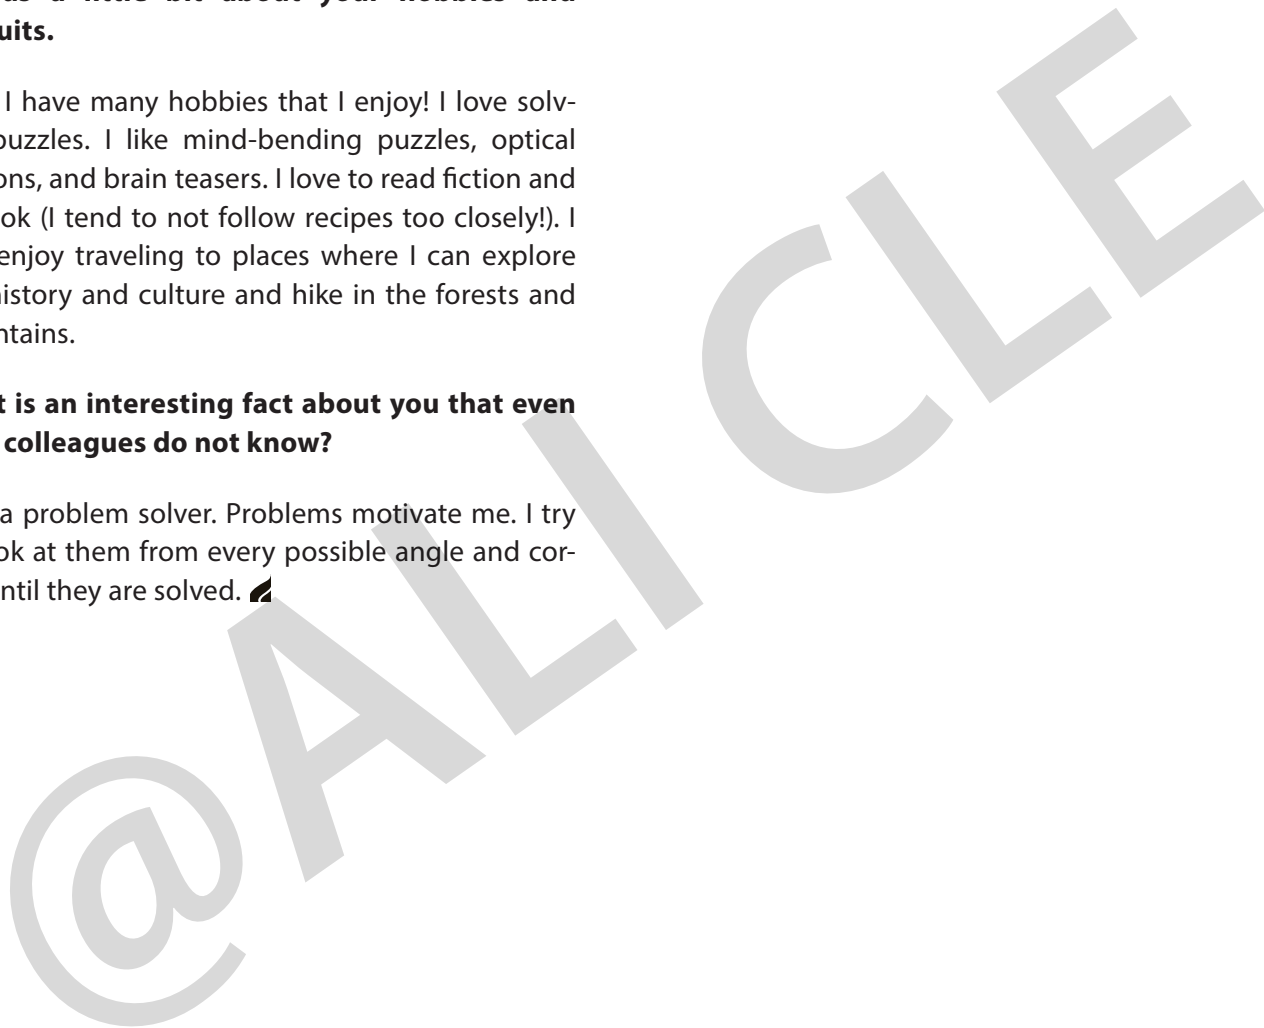 us a little bit about your hobbies and
uits.
I have many hobbies that I enjoy! I love solv-
puzzles. I like mind-bending puzzles, optical
ons, and brain teasers. I love to read fiction and
ok (I tend to not follow recipes too closely!). I
enjoy traveling to places where I can explore
history and culture and hike in the forests and
ntains.
t is an interesting fact about you that even
colleagues do not know?
a problem solver. Problems motivate me. I try
ok at them from every possible angle and cor-
ntil they are solved.
@ALI CLE